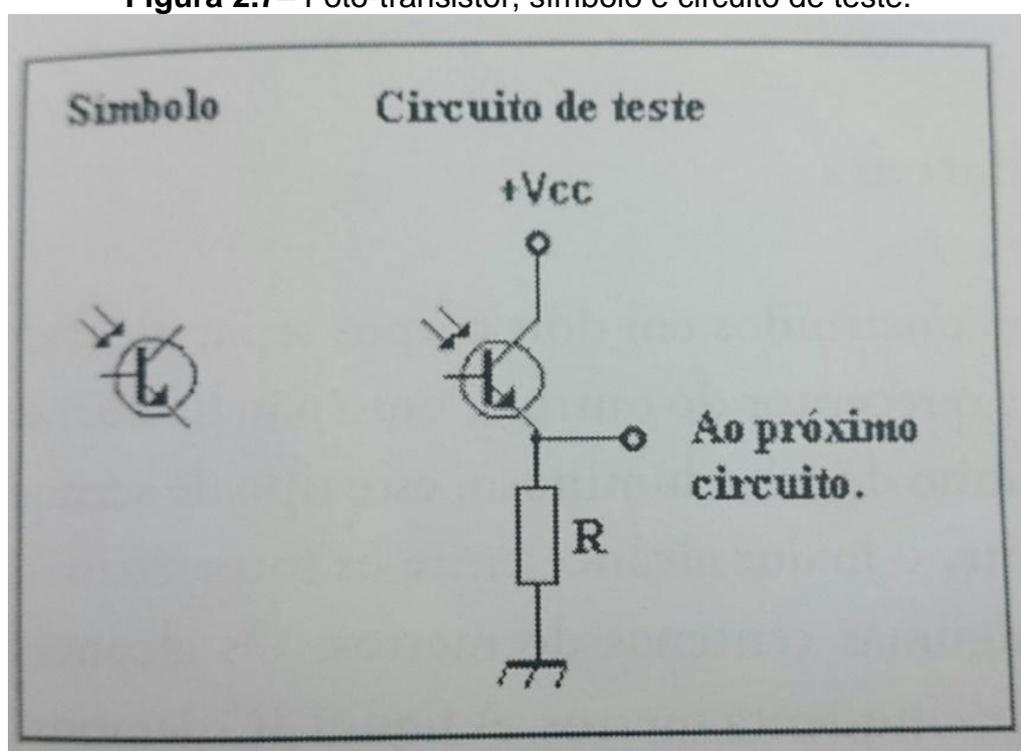 Figura 2.7– Foto-transistor, símbolo e circuito de teste.
Símbolo
Circuito de teste
+Vcc
Ao próximo
circuito.
R